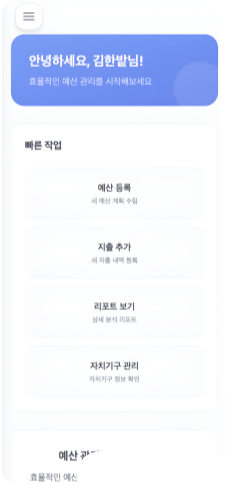 안녕하세요, 김한밭님!
효율적인 예산 관리를 시작해보세요
빠른 작업
예산 등록
새 예산 계획 수립
지출 추가
새 지출 내역 등록
리포트 보기
상세 분석 리포트
자치기구 관리
자치기구 정보 확인
예산
효율적인